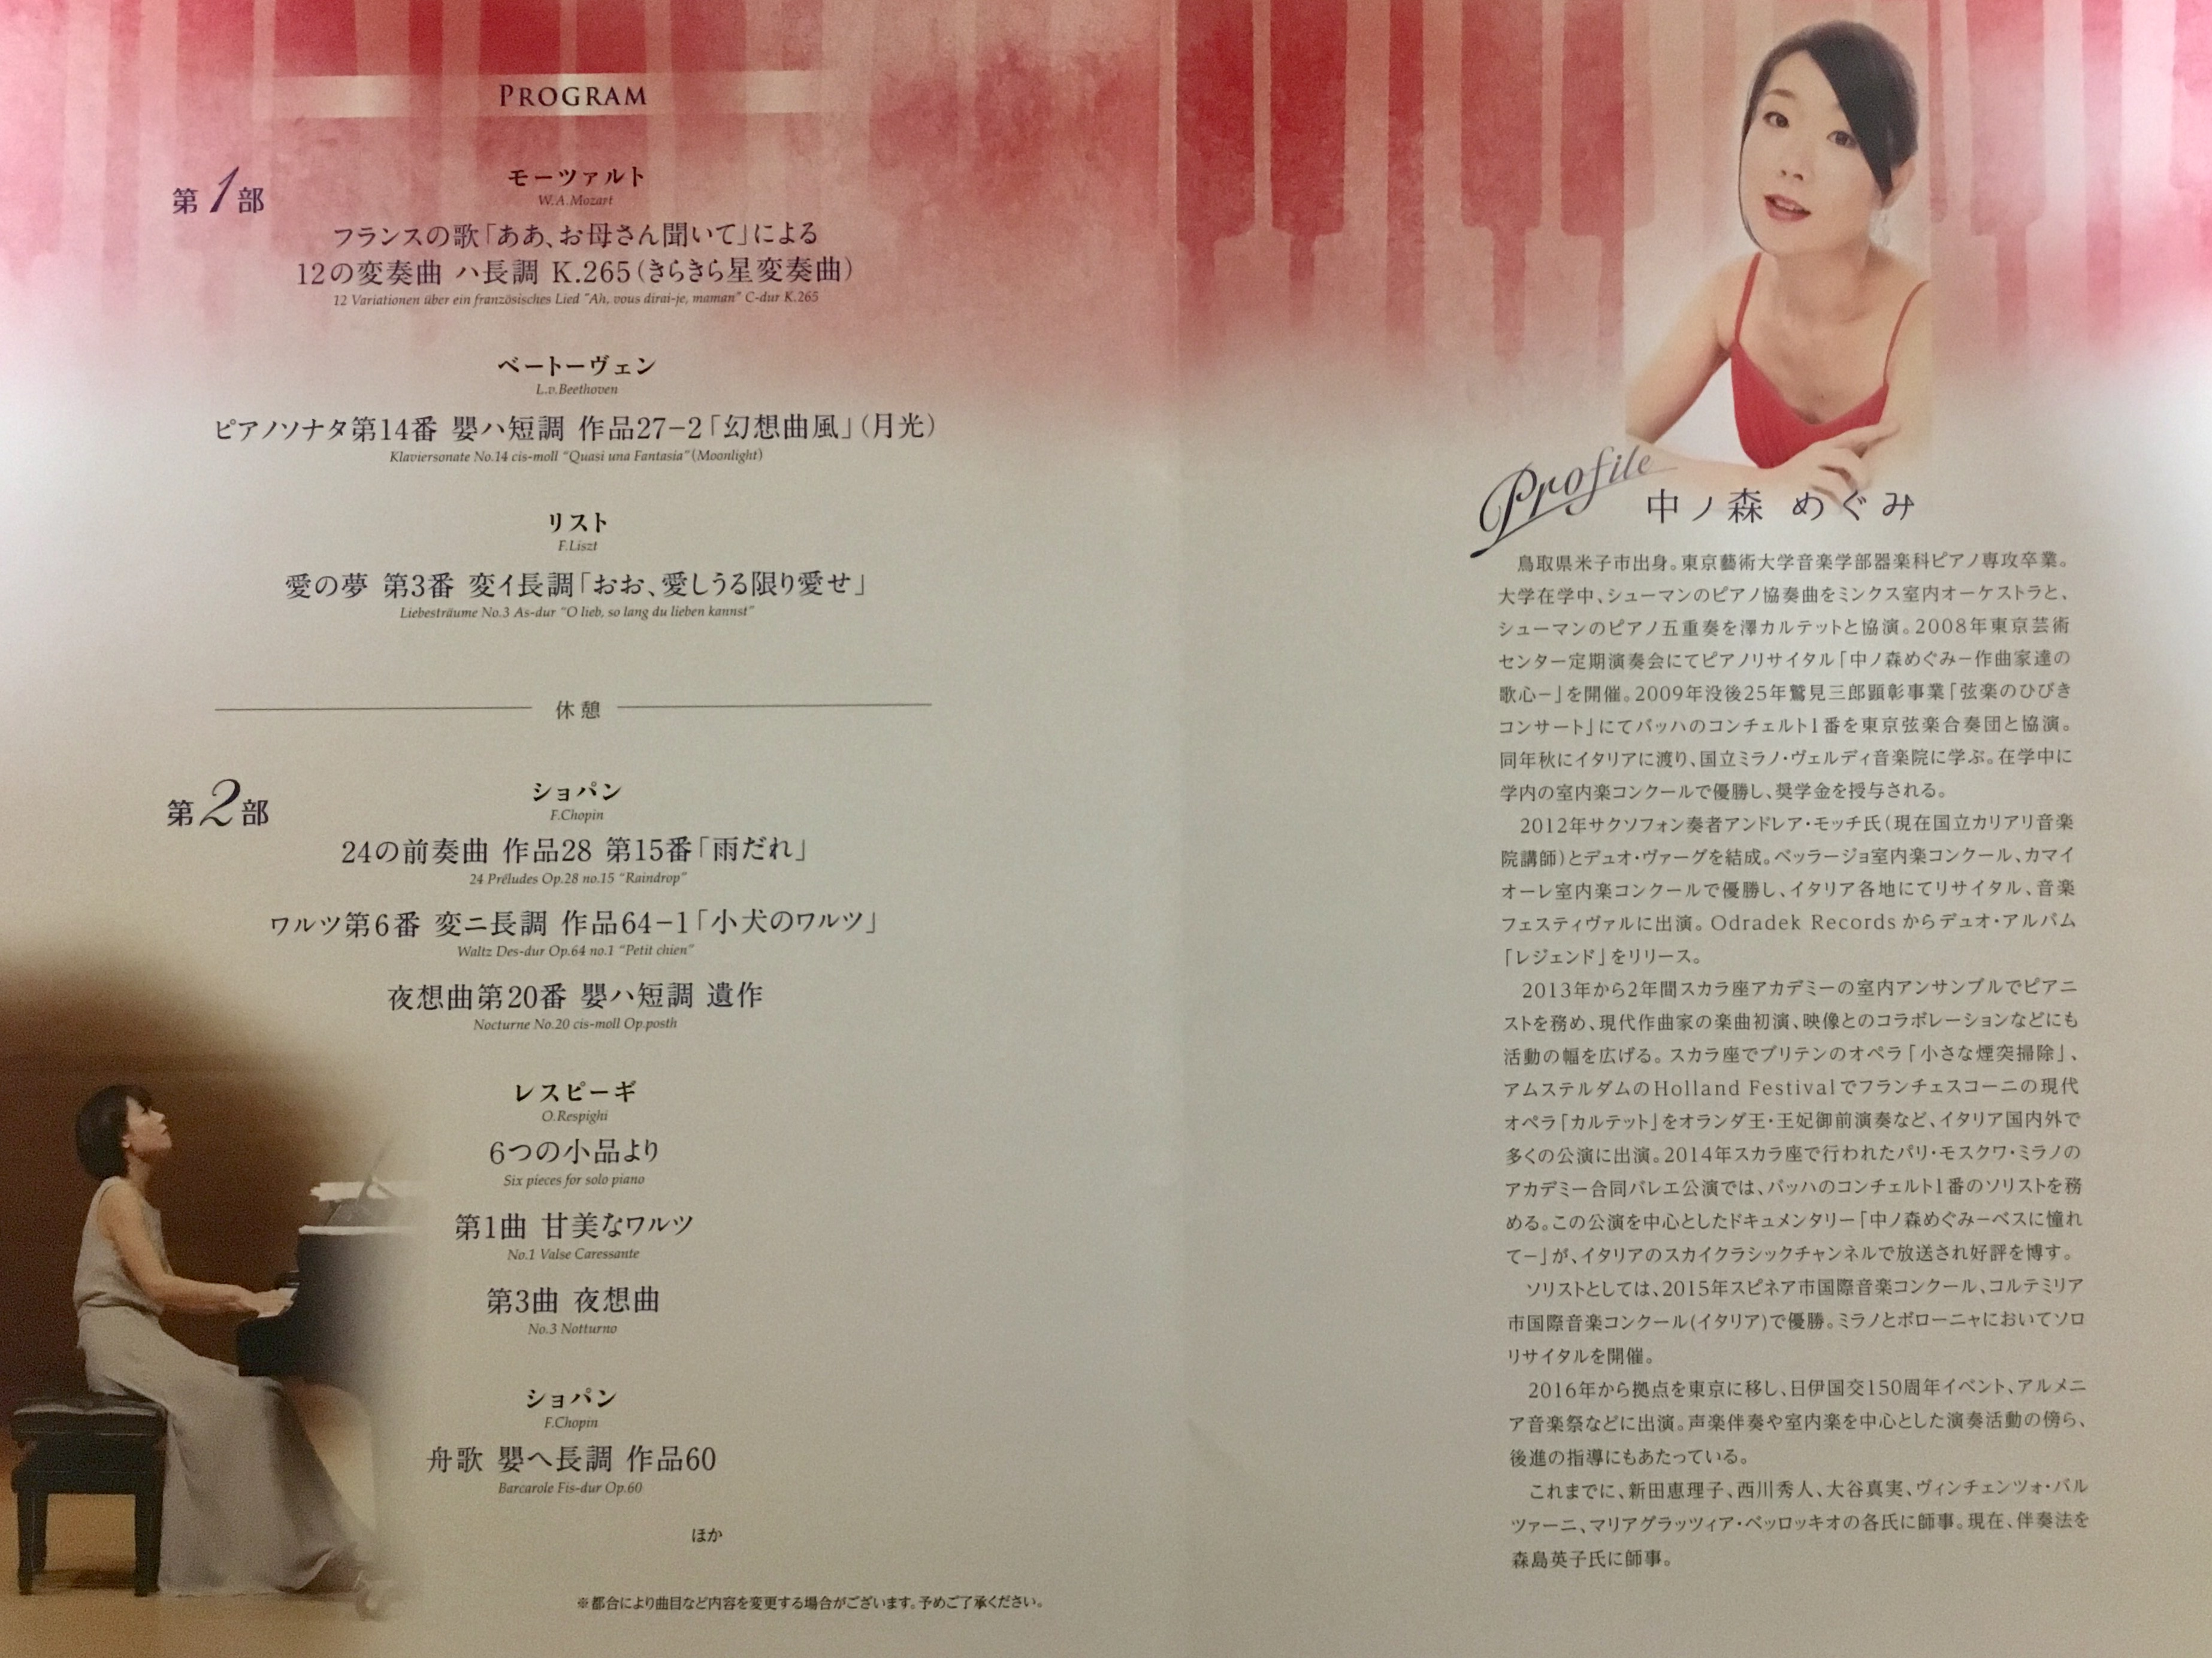 PROGRAM
第1部
モーツァルト
W.A.Mozart
フランスの歌「ああ、お母さん聞いて」による
12の変奏曲 ハ長調 K.265(きらきら星変奏曲)
12 Variationen über ein französisches Lied "Ah, vous dirai-je, maman" C-dur K.265
ベートーヴェン
L.v.Beethoven
ピアノソナタ第14番 嬰ハ短調 作品27−2「幻想曲風」(月光)
Klaviersonate No.14 cis-moll "Quasi una Fantasia"(Moonlight)
リスト
F.Liszt
愛の夢 第3番 変イ長調「おお、愛しうる限り愛せ」
Liebesträume No.3 As-dur "O lieb, so lang du lieben kannst"
休憩
第2部
ショパン
F.Chopin
24の前奏曲 作品28 第15番「雨だれ」
24 Préludes Op.28 no.15 "Raindrop"
ワルツ第6番 変ニ長調 作品64−1「小犬のワルツ」
Waltz Des-dur Op.64 no.1 "Petit chien"
夜想曲第20番 嬰ハ短調 遺作
Nocturne No.20 cis-moll Op.posth
レスピーギ
O.Respighi
6つの小品より
Six pieces for solo piano
第1曲 甘美なワルツ
No.1 Valse Caressante
第3曲 夜想曲
No.3 Notturno
ショパン
F.Chopin
舟歌 嬰ヘ長調 作品60
Barcarole Fis-dur Op.60
ほか
※都合により曲目など内容を変更する場合がございます。予めご了承ください。
Profile 中ノ森 めぐみ
鳥取県米子市出身。東京藝術大学音楽学部器楽科ピアノ専攻卒業。
大学在学中、シューマンのピアノ協奏曲をミンクス室内オーケストラと、
シューマンのピアノ五重奏を澤カルテットと協演。2008年東京芸術
センター定期演奏会にてピアノリサイタル「中ノ森めぐみ−作曲家達の
歌心−」を開催。2009年没後25年鷲見三郎顕彰事業「弦楽のひびき
コンサート」にてバッハのコンチェルト1番を東京弦楽合奏団と協演。
同年秋にイタリアに渡り、国立ミラノ・ヴェルディ音楽院に学ぶ。在学中に
学内の室内楽コンクールで優勝し、奨学金を授与される。
2012年サクソフォン奏者アンドレア・モッチ氏(現在国立カリアリ音楽
院講師)とデュオ・ヴァーグを結成。ベッラージョ室内楽コンクール、カマイ
オーレ室内楽コンクールで優勝し、イタリア各地にてリサイタル、音楽
フェスティヴァルに出演。Odradek Recordsからデュオ・アルバム
「レジェンド」をリリース。
2013年から2年間スカラ座アカデミーの室内アンサンブルでピアニ
ストを務め、現代作曲家の楽曲初演、映像とのコラボレーションなどにも
活動の幅を広げる。スカラ座でブリテンのオペラ「小さな煙突掃除」、
アムステルダムのHolland Festivalでフランチェスコーニの現代
オペラ「カルテット」をオランダ王・王妃御前演奏など、イタリア国内外で
多くの公演に出演。2014年スカラ座で行われたパリ・モスクワ・ミラノの
アカデミー合同バレエ公演では、バッハのコンチェルト1番のソリストを務
める。この公演を中心としたドキュメンタリー「中ノ森めぐみ−ベスに憧れ
て−」が、イタリアのスカイクラシックチャンネルで放送され好評を博す。
ソリストとしては、2015年スピネア市国際音楽コンクール、コルテミリア
市国際音楽コンクール(イタリア)で優勝。ミラノとボローニャにおいてソロ
リサイタルを開催。
2016年から拠点を東京に移し、日伊国交150周年イベント、アルメニ
ア音楽祭などに出演。声楽伴奏や室内楽を中心とした演奏活動の傍ら、
後進の指導にもあたっている。
これまでに、新田恵理子、西川秀人、大谷真実、ヴィンチェンツォ・バル
ツァーニ、マリアグラッツィア・ベッロッキオの各氏に師事。現在、伴奏法を
森島英子氏に師事。